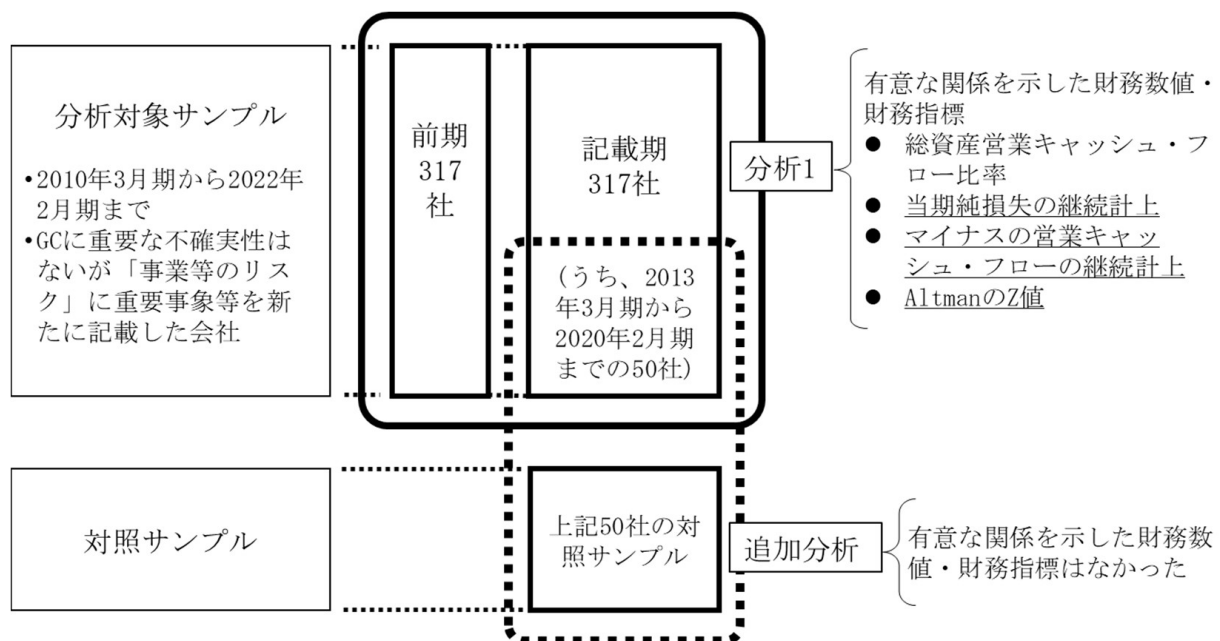 分析対象サンプル
•2010年3月期から2022年
2月期まで
•GCに重要な不確実性は
ないが「事業等のリス
ク」に重要事象等を新
たに記載した会社
前期
317
社
記載期
317社
(うち、2013
年3月期から
2020年2月期
までの50社)
分析1
有意な関係を示した財務数値・
財務指標
● 総資産営業キャッシュ・フ
ロー比率
● 当期純損失の継続計上
● マイナスの営業キャッ
シュ・フローの継続計上
● AltmanのZ値
対照サンプル
上記50社の対
照サンプル
追加分析
有意な関係を示した財務数
値・財務指標はなかった